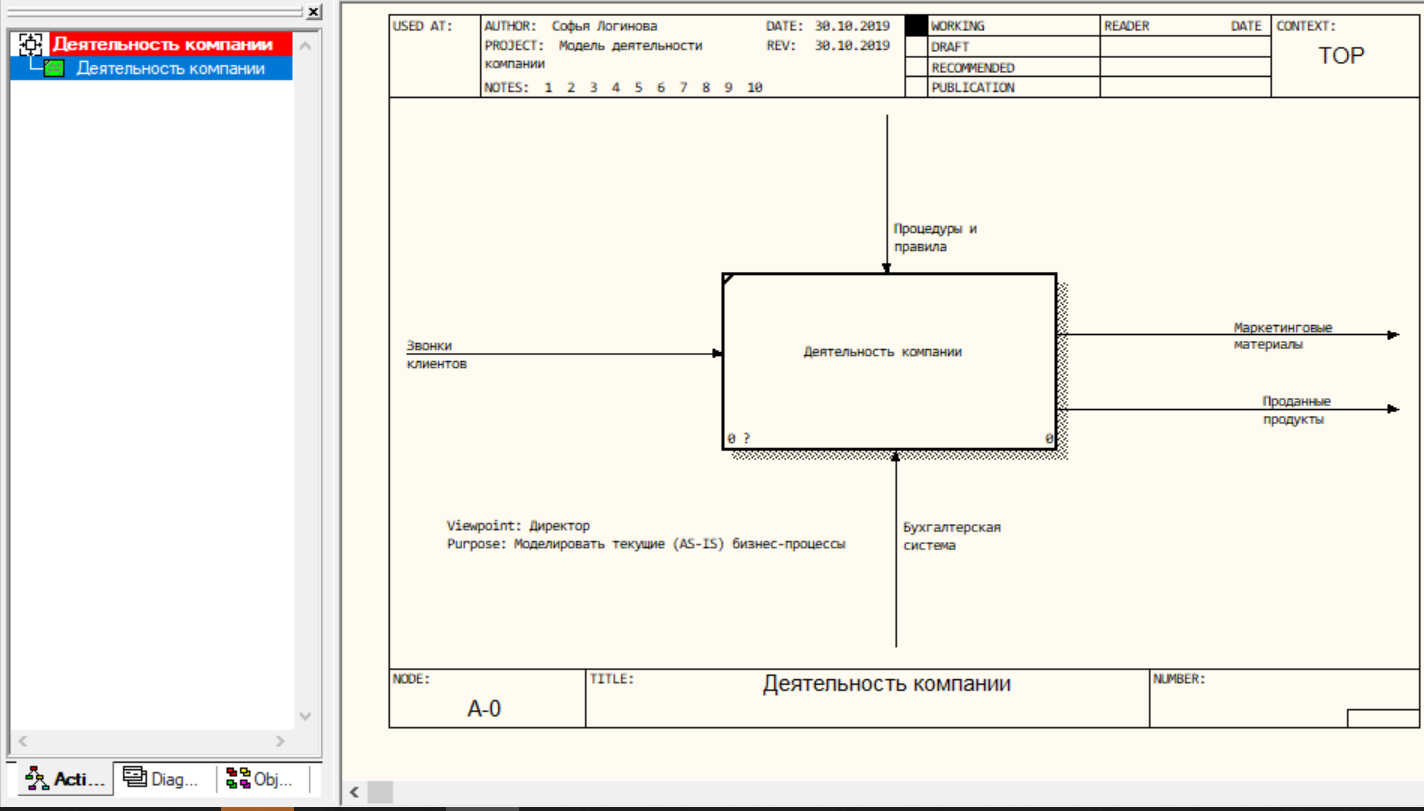 Деятельность компании
Деятельность компании
Acti...
Diag...
Obj...
USED AT:
AUTHOR: Софья Логинова
DATE: 30.10.2019
PROJECT: Модель деятельности
компании
REV: 30.10.2019
NOTES: 1 2 3 4 5 6 7 8 9 10
WORKING
DRAFT
RECOMMENDED
PUBLICATION
READER
DATE
CONTEXT:
TOP
Процедуры и
правила
Звонки
клиентов
Деятельность компании
0 ?
0
Маркетинговые
материалы
Проданные
продукты
Viewpoint: Директор
Purpose: Моделировать текущие (AS-IS) бизнес-процессы
Бухгалтерская
система
NODE:
A-0
TITLE:
Деятельность компании
NUMBER: